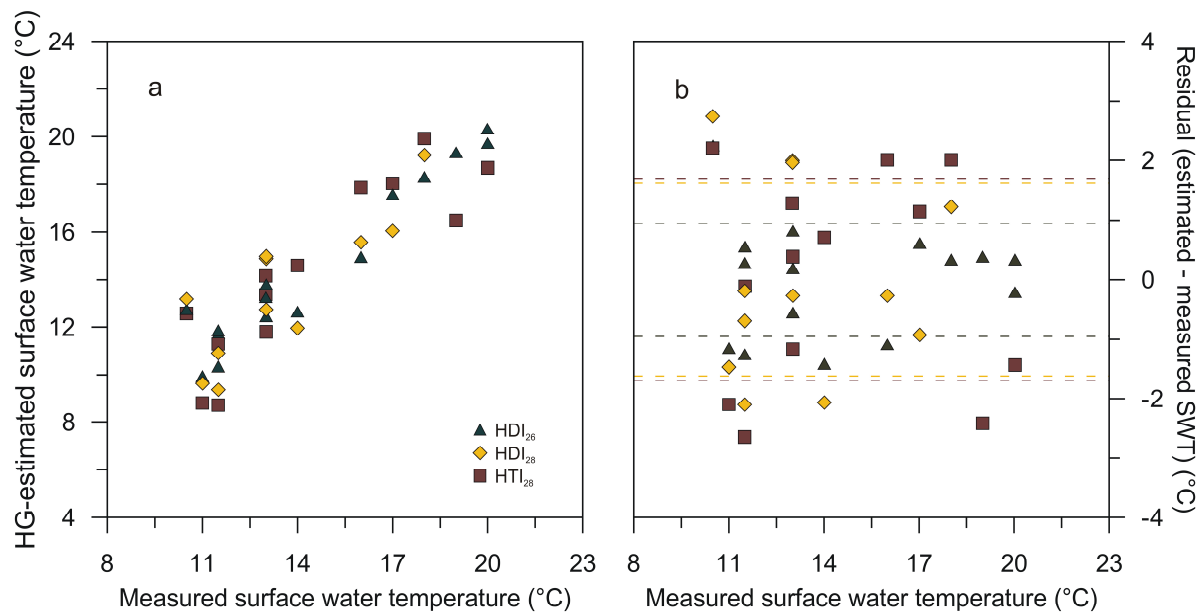 HG-estimated surface water temperature (°C)
24
20
16
12
8
4
a
HDI26
HDI28
HTI28
8
11
14
17
20
23
Measured surface water temperature (°C)
b
4
2
0
-2
-4
Residual (estimated - measured SWT) (°C)
8
11
14
17
20
23
Measured surface water temperature (°C)